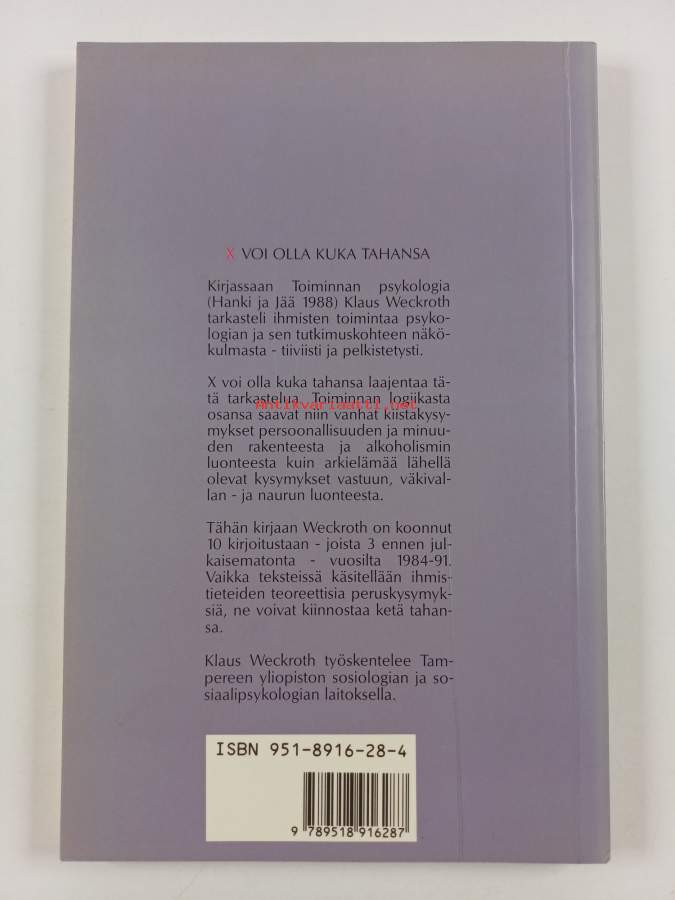 X VOI OLLA KUKA TAHANSA
Kirjassaan Toiminnan psykologia
(Hanki ja Jää 1988) Klaus Weckroth
tarkasteli ihmisten toimintaa psyko-
logian ja sen tutkimuskohteen näkö-
kulmasta - tiiviisti ja pelkistetysti.
X voi olla kuka tahansa laajentaa tä-
tä tarkastelua. Toiminnan logiikasta
Antikvariaatti.net
osansa saavat niin vanhat kiistakysy-
mykset persoonallisuuden ja minuu-
den rakenteesta ja alkoholismin
luonteesta kuin arkielämää lähellä
olevat kysymykset vastuun, väkival-
lan - ja naurun luonteesta.
Tähän kirjaan Weckroth on koonnut
10 kirjoitustaan - joista 3 ennen jul-
kaisematonta - vuosilta 1984-91.
Vaikka teksteissä käsitellään ihmis-
tieteiden teoreettisia peruskysymyk-
siä, ne voivat kiinnostaa ketä tahan-
sa.
Klaus Weckroth työskentelee Tam-
pereen yliopiston sosiologian ja so-
siaalipsykologian laitoksella.
ISBN 951-8916-28-4
9 789518 916287